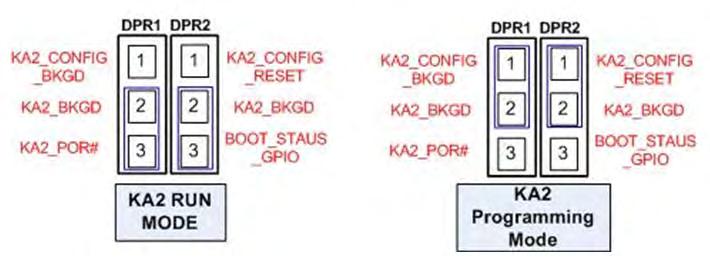 DPR1 DPR2
KA2_CONFIG
_BKGD
1
1
KA2_CONFIG
_RESET
KA2_BKGD
2
2
KA2_BKGD
KA2_POR#
3
3
BOOT_STAUS
_GPIO
KA2 RUN
MODE
DPR1 DPR2
KA2_CONFIG
_BKGD
1
1
KA2_CONFIG
_RESET
KA2_BKGD
2
2
KA2_BKGD
KA2_POR#
3
3
BOOT_STAUS
_GPIO
KA2
Programming
Mode